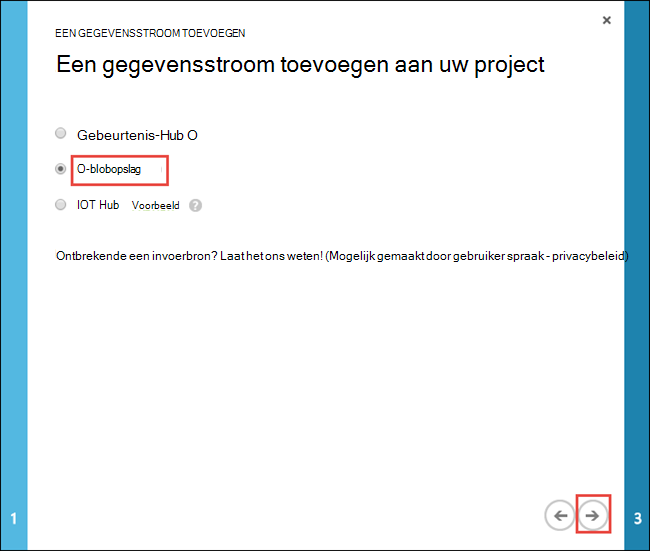 ×
EEN GEGEVENSSTROOM TOEVOEGEN
Een gegevensstroom toevoegen aan uw project
Gebeurtenis-Hub O
O-blobopslag
IOT Hub Voorbeeld ?
Ontbrekende een invoerbron? Laat het ons weten! (Mogelijk gemaakt door gebruiker spraak - privacybeleid)
1
3